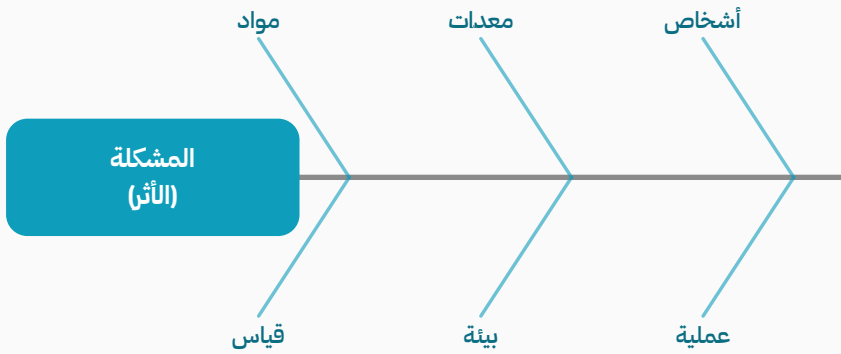 أشخاص
معدات
مواد
المشكلة
(الأثر)
عملية
بيئة
قياس